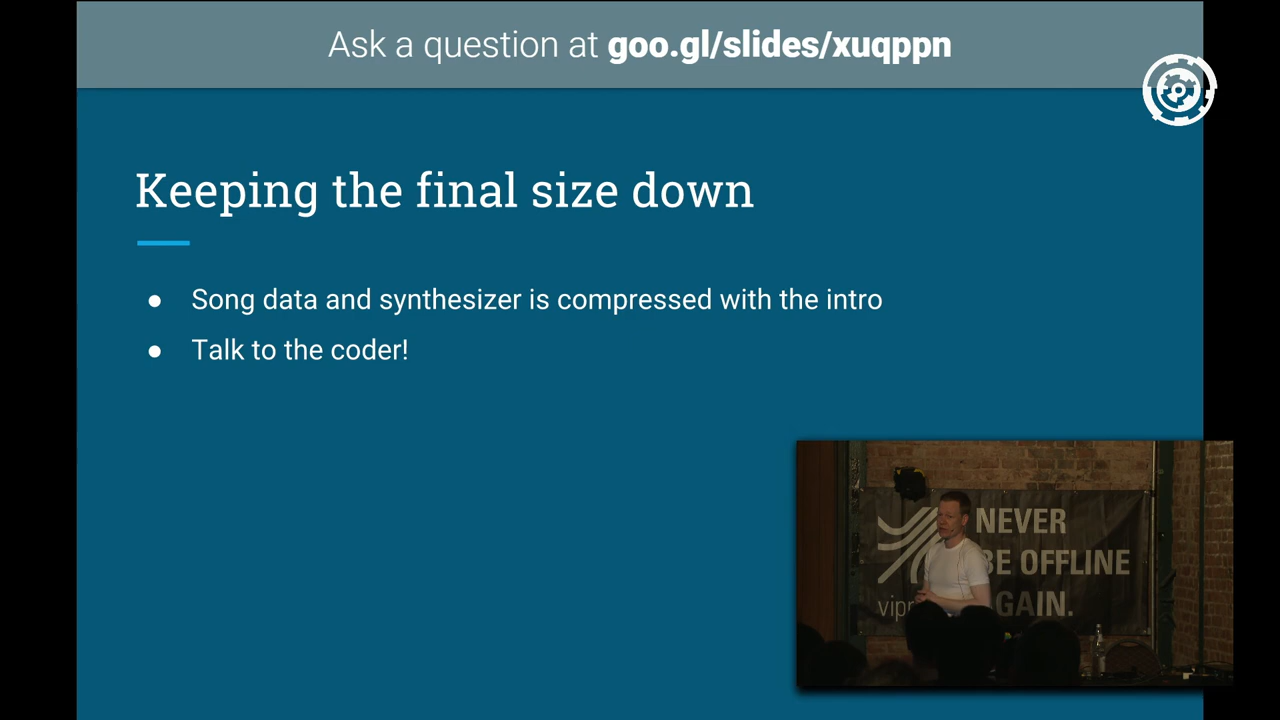 Ask a question at goo.gl/slides/xuqppn
Keeping the final size down
● Song data and synthesizer is compressed with the intro
● Talk to the coder!
NEVER
BE OFFLINE
AGAIN.